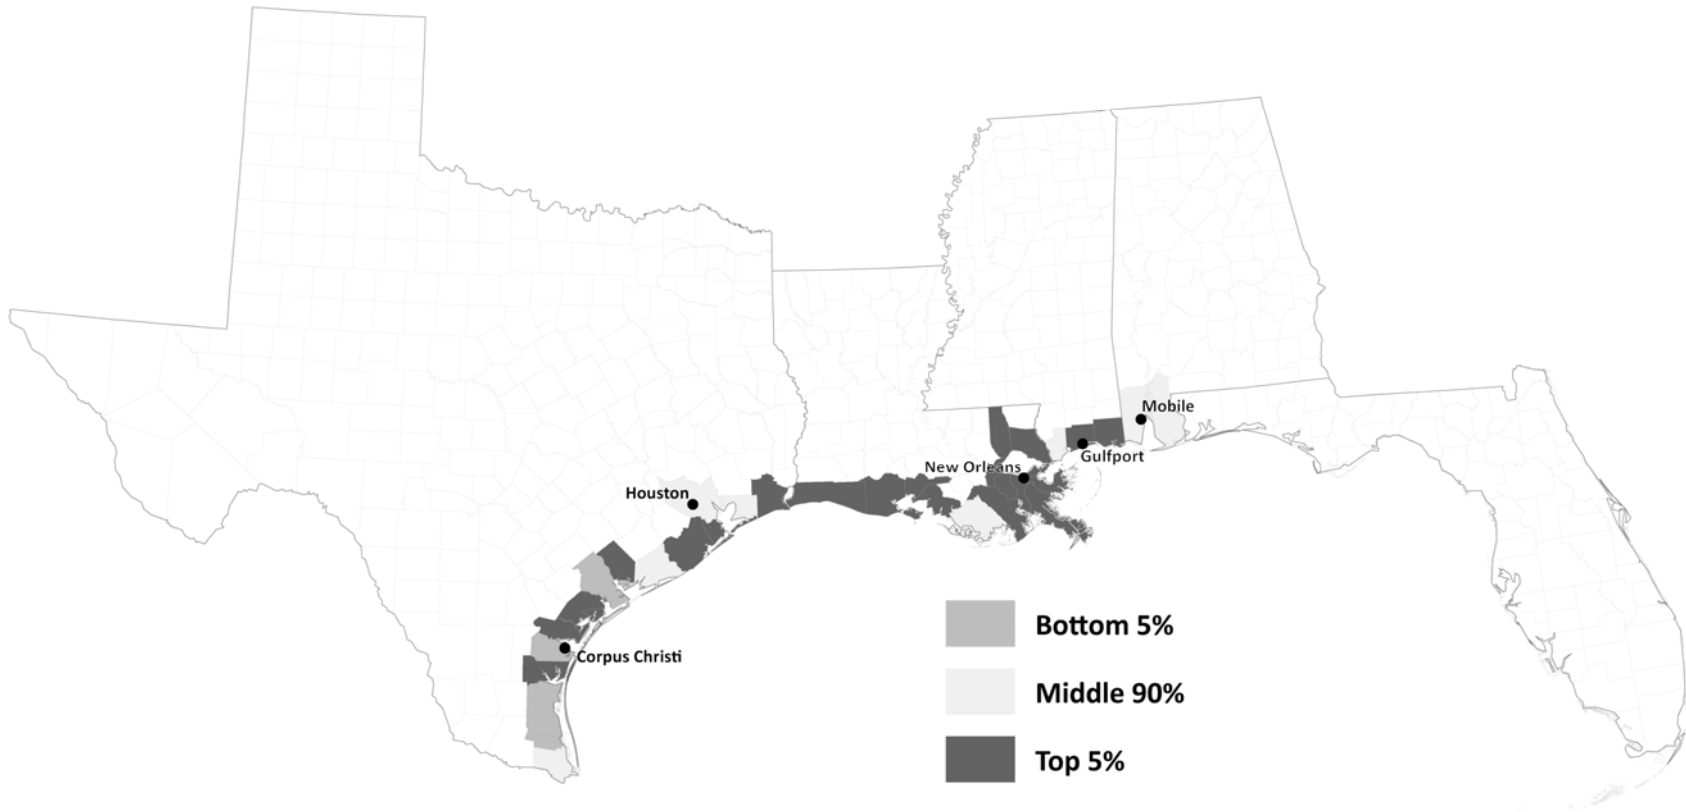 Mobile
Gulfport
New Orleans
Houston
Corpus Christi
Bottom 5%
Middle 90%
Top 5%